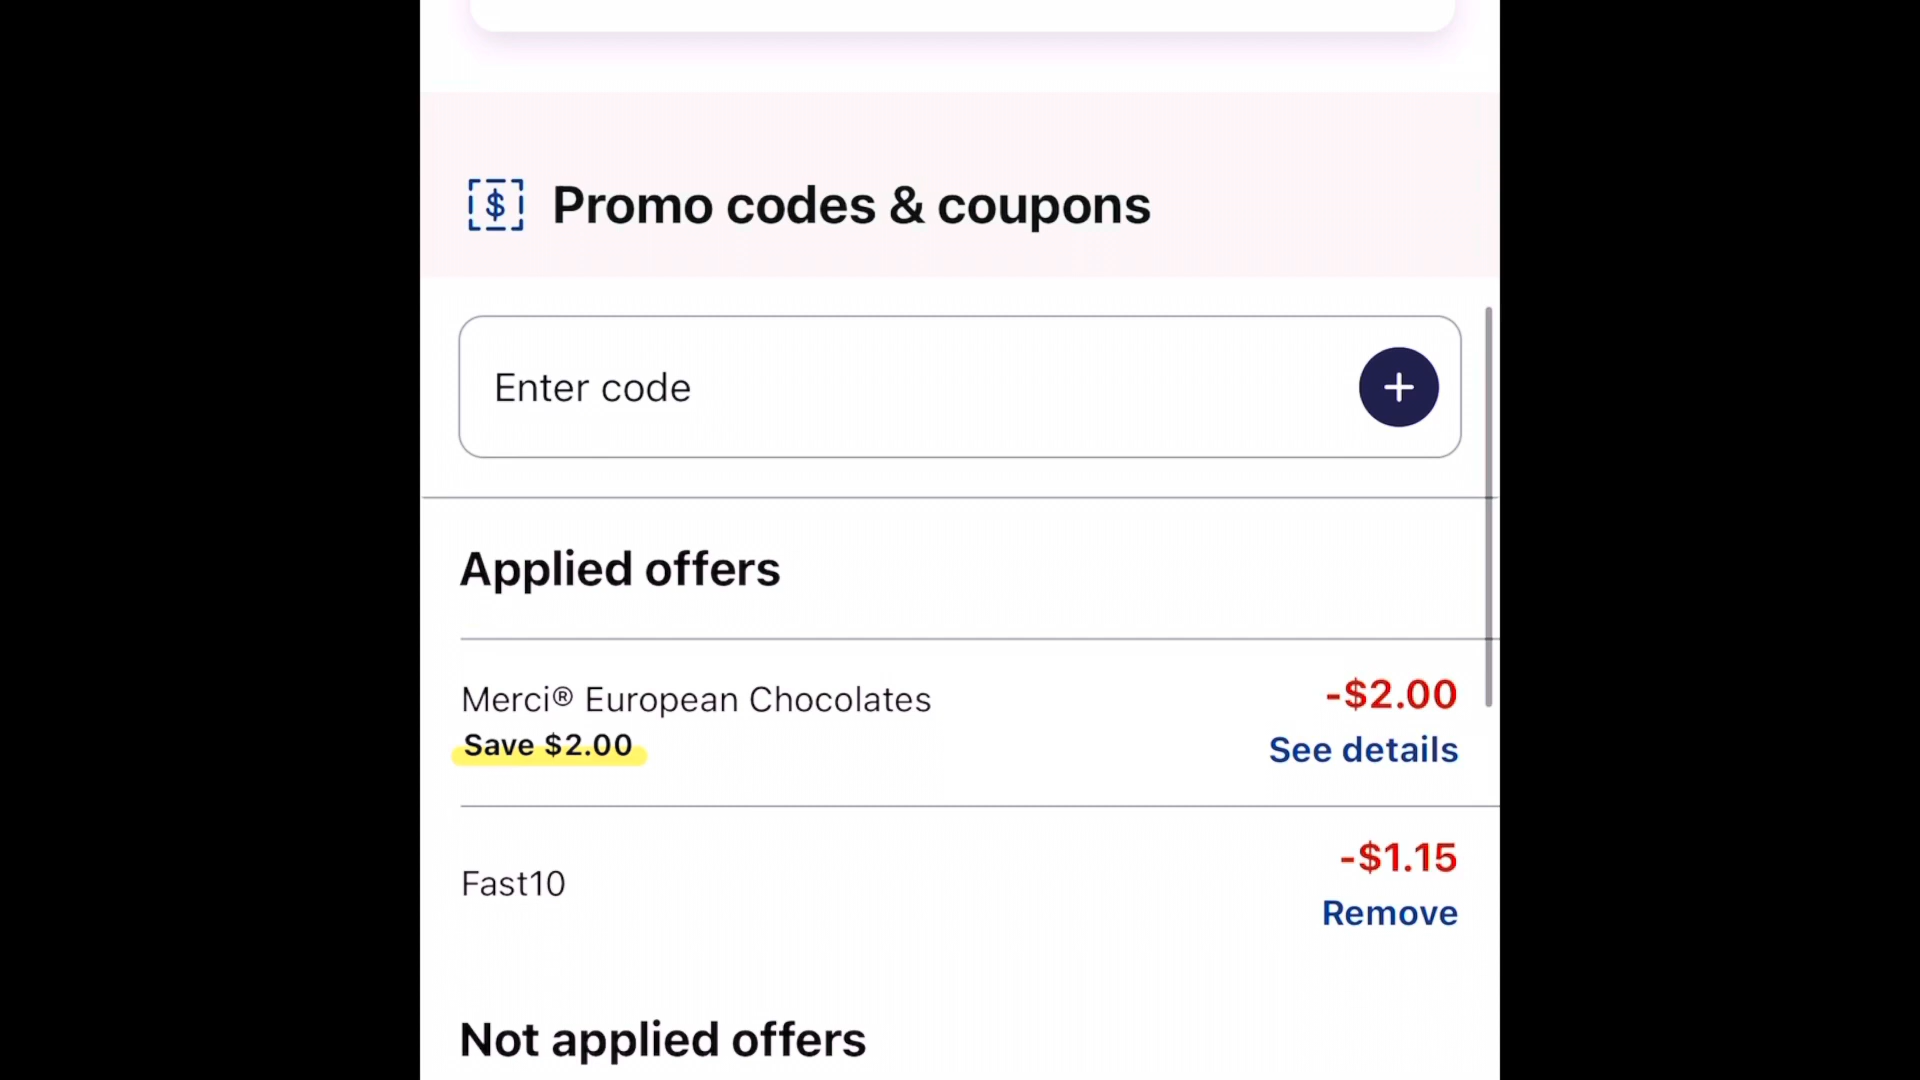 $ Promo codes & coupons
Enter code
Applied offers
Merci® European Chocolates
-$2.00
Save $2.00
See details
Fast10
-$1.15
Remove
Not applied offers